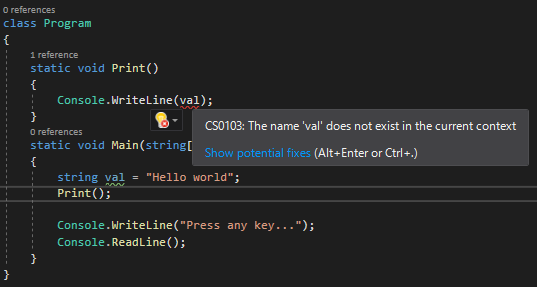 0 references
class Program
{
1 reference
static void Print()
{
Console.WriteLine(val);
}
CS0103: The name 'val' does not exist in the current context
Show potential fixes (Alt+Enter or Ctrl+.)
0 references
static void Main(string[
{
string val = "Hello world";
Print();
Console.WriteLine("Press any key...");
Console.ReadLine();
}
}